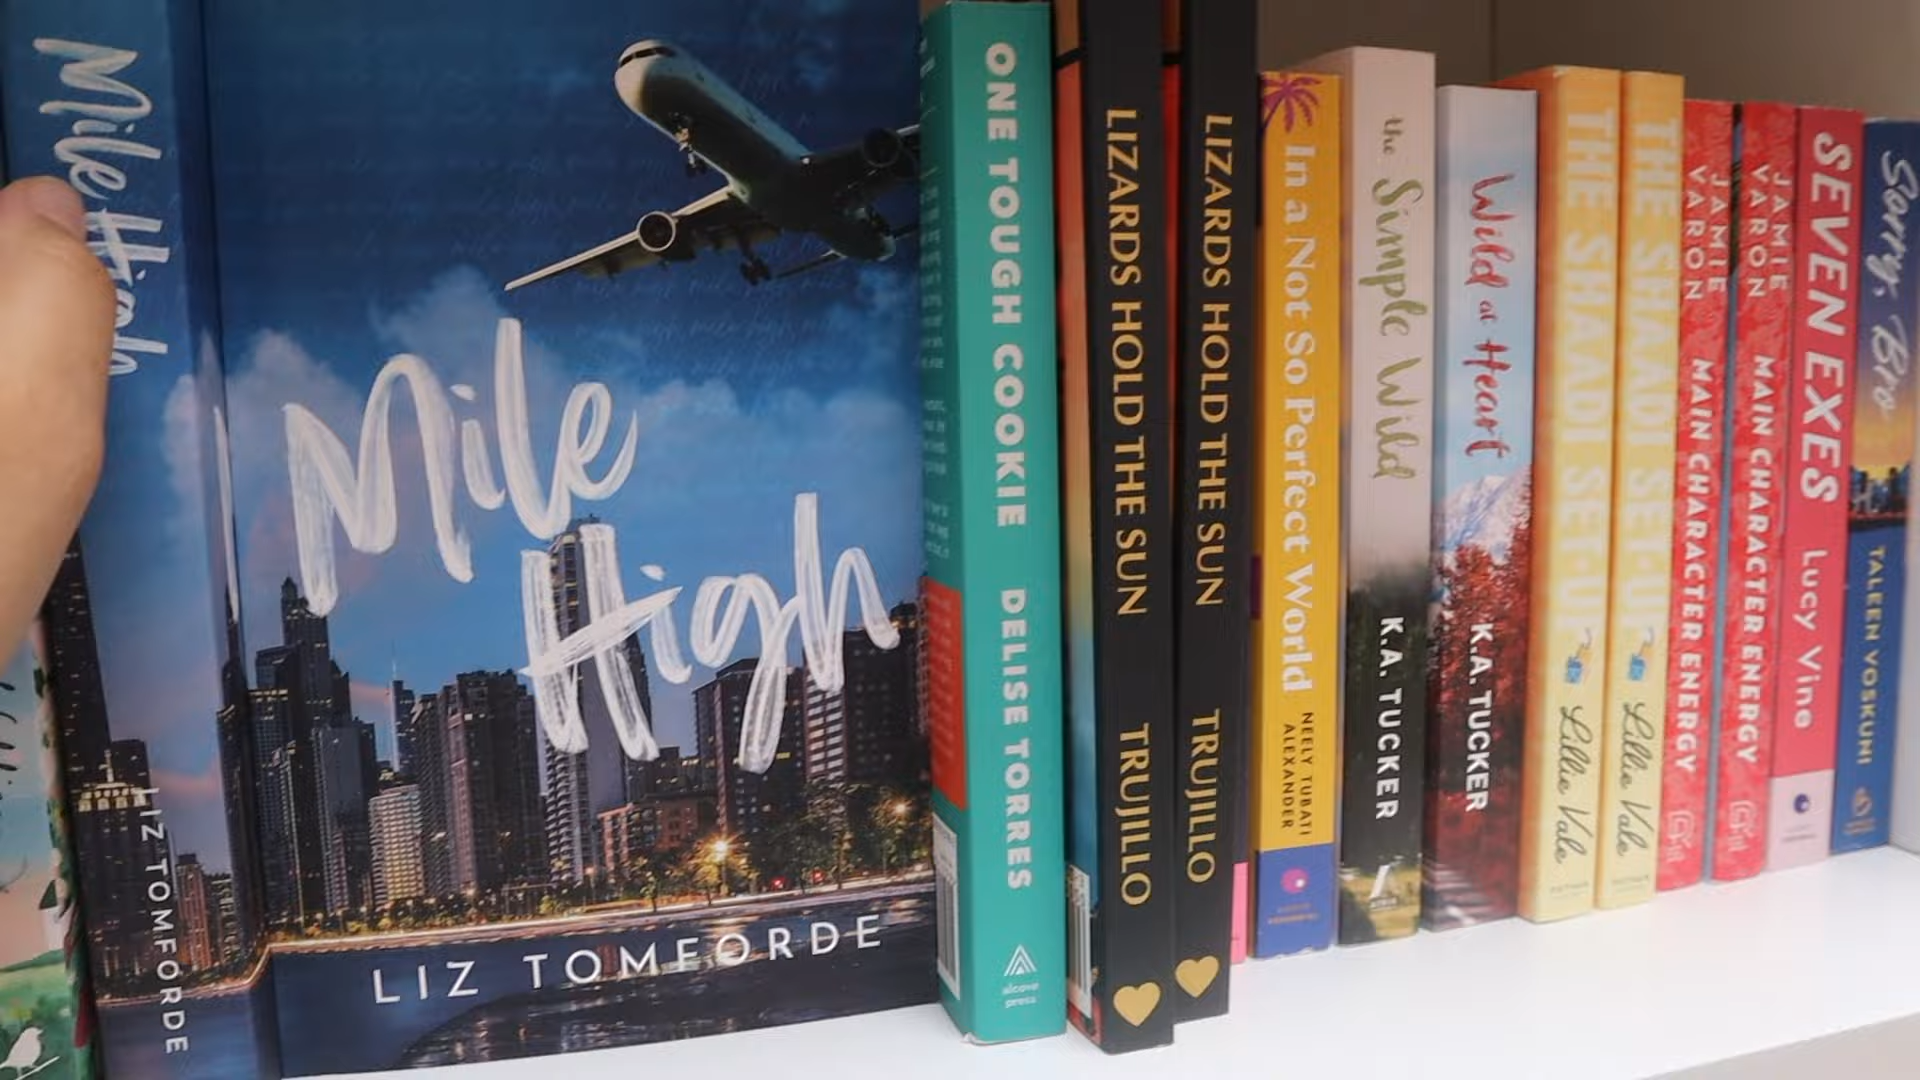 Mile High
LIZ TOMFORDE
Mile
High
LIZ TOMFORDE
ONE TOUGH COOKIE DELISE TORRES
alcove
press
LIZARDS HOLD THE SUN TRUJILLO
LIZARDS HOLD THE SUN TRUJILLO
In a Not So Perfect World
NEELY TUBATI
ALEXANDER
the Simple Wild
K.A. TUCKER
Wild at Heart
K.A. TUCKER
THE SHAADI SET-UP
Lillie Vale
THE SHAADI SET-UP
Lillie Vale
JAMIE
VARON
MAIN CHARACTER ENERGY
JAMIE
VARON
MAIN CHARACTER ENERGY
SEVEN EXES Lucy Vine
Sorry, Bro
TALEEN VOSKUNI